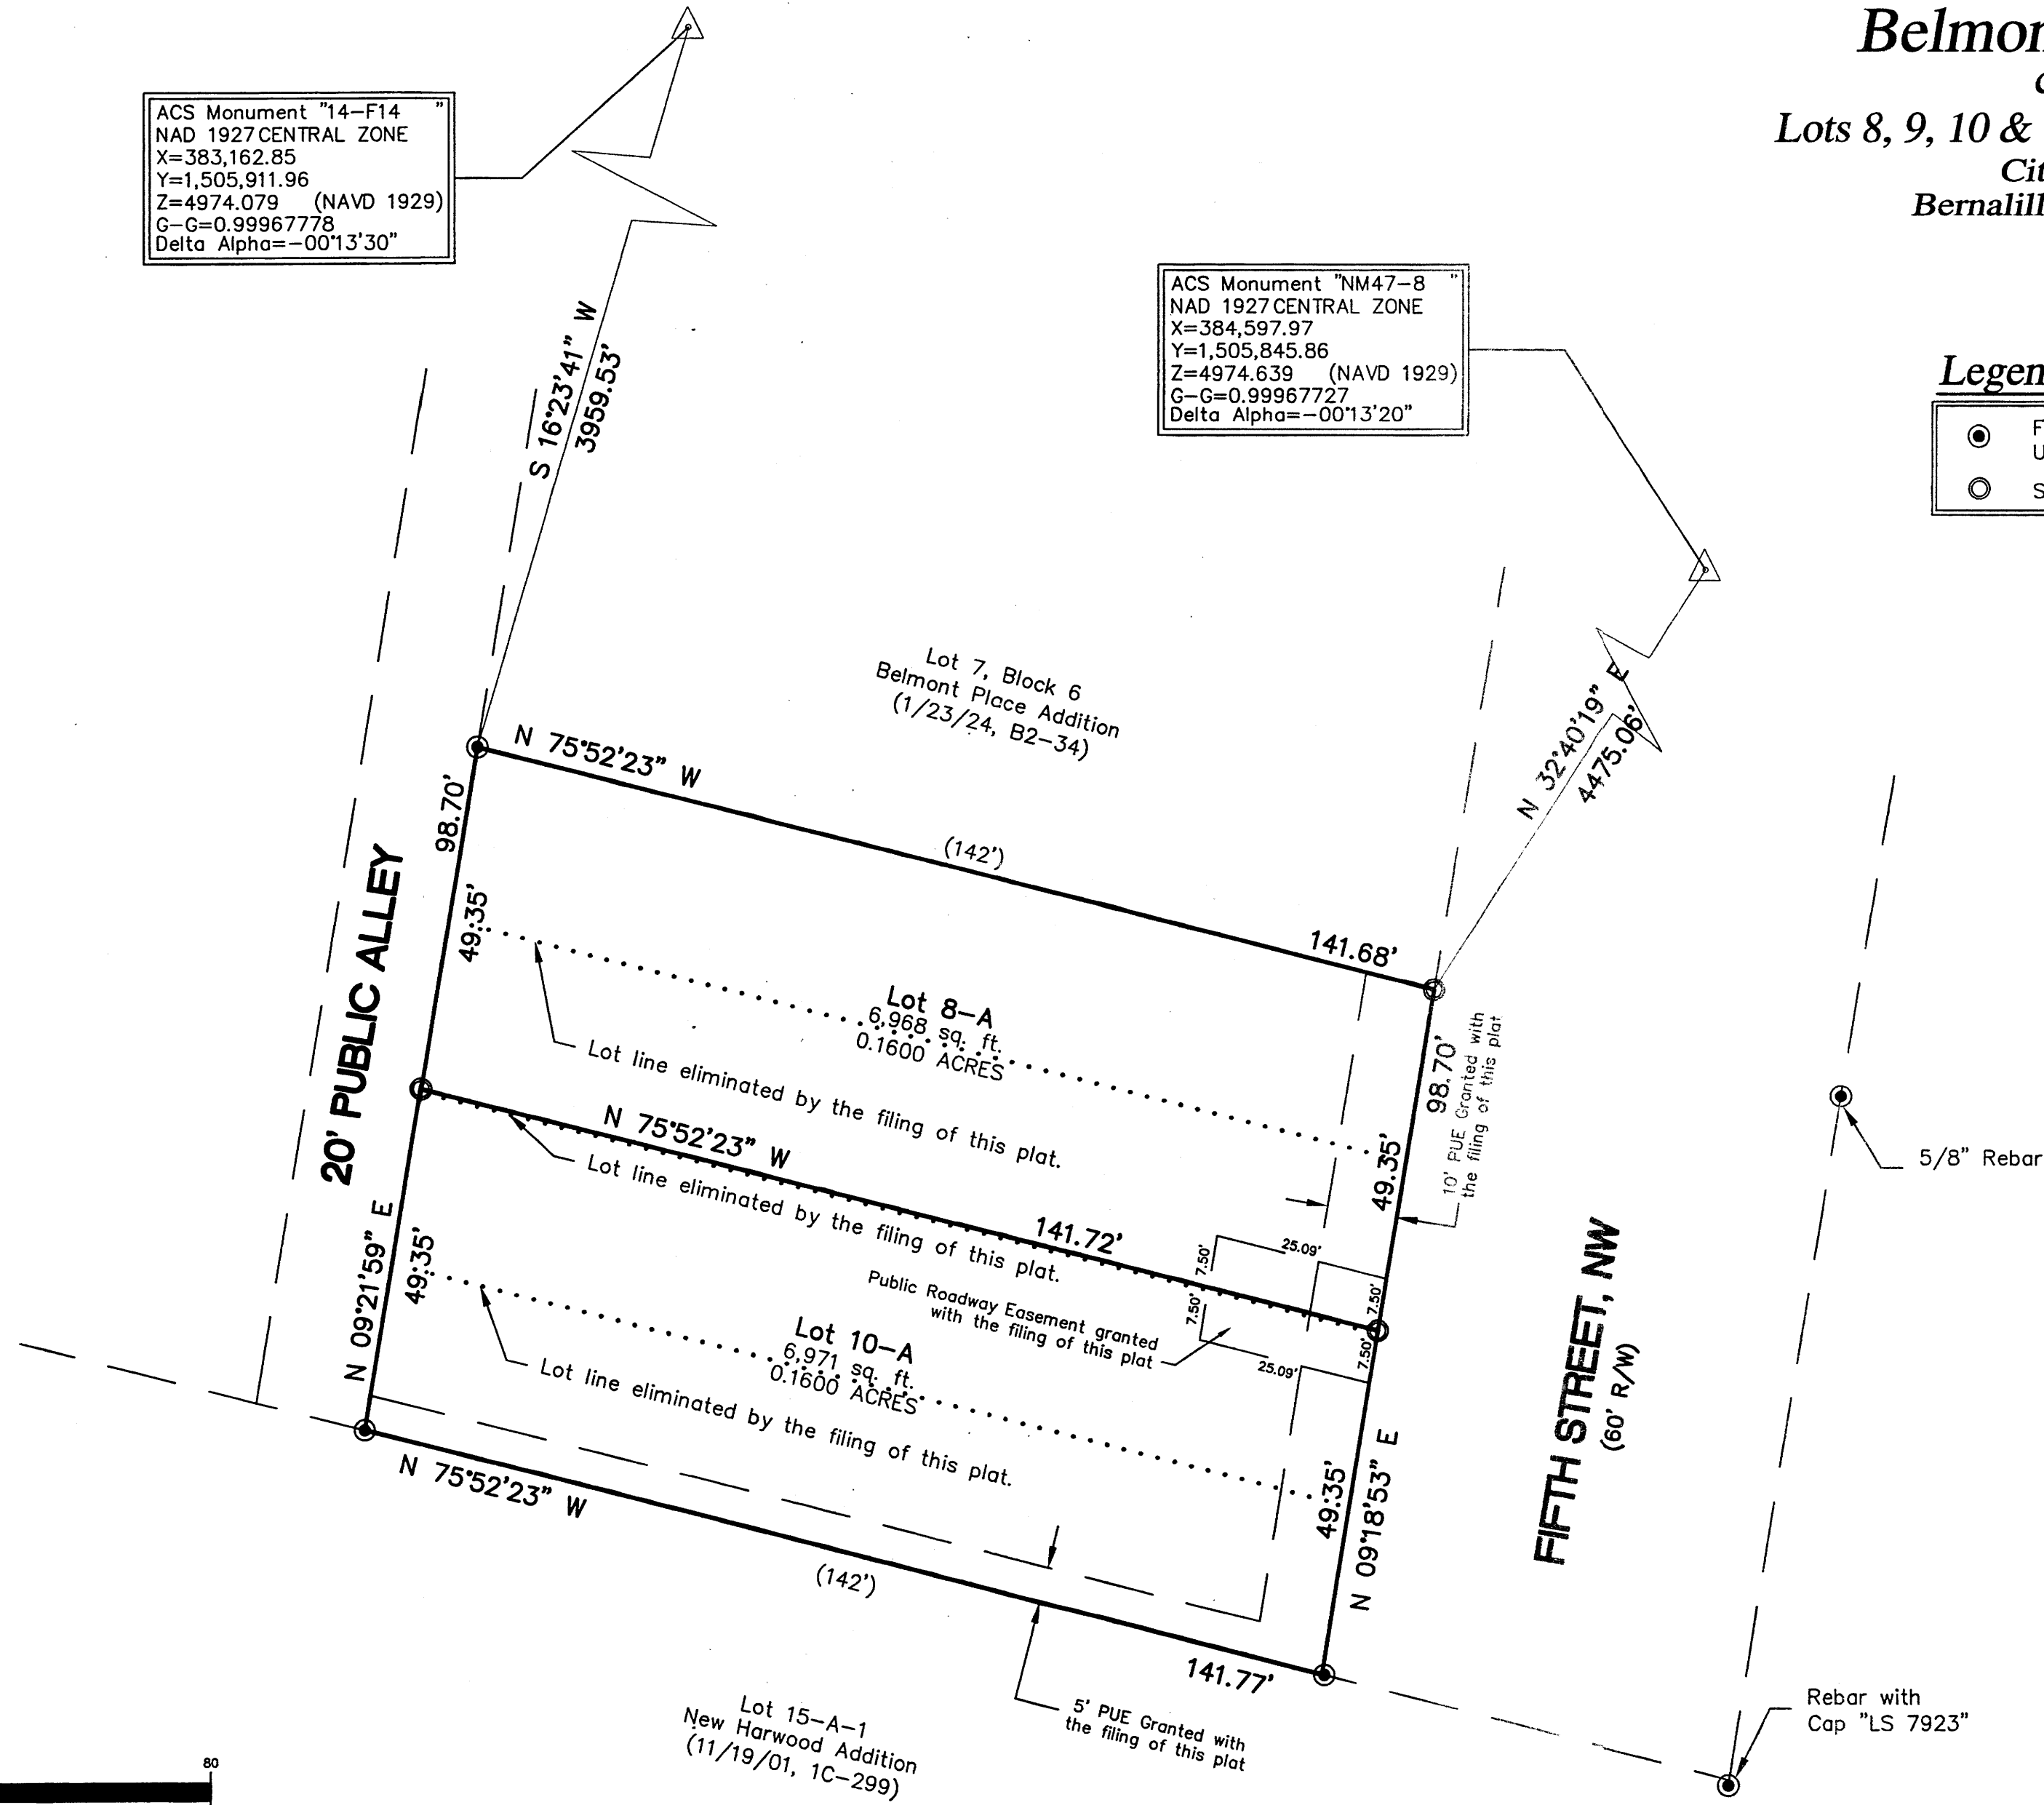 Lots 8, 9, 10 &
ACS Monument "14-F14 "
NAD 1927 CENTRAL ZONE
X=383,162.85
Y=1,505,911.96
Z=4974.079 (NAVD 1929)
G-G=0.99967778
Delta Alpha=-00°13'30"
ACS Monument "NM47-8 "
NAD 1927 CENTRAL ZONE
X=384,597.97
Y=1,505,845.86
Z=4974.639 (NAVD 1929)
G-G=0.99967727
Delta Alpha=-00°13'20"
S 16°23'41" W
3959.53'
Lot 7, Block 6
Belmont Place Addition
(1/23/24, B2-34)
N 32°40'19" E
4475.06'
N 75°52'23" W
(142')
141.68'
98.70'
49.35'
20' PUBLIC ALLEY
Lot 8-A
6,968 sq. ft.
0.1600 ACRES
Lot line eliminated by the filing of this plat.
98.70'
10' PUE Granted with
the filing of this plat
49.35'
5/8" Rebar
N 75°52'23" W
141.72'
Lot line eliminated by the filing of this plat.
7.50'
25.09'
7.50'
Public Roadway Easement granted
with the filing of this plat
7.50'
25.09'
7.50'
N 09°21'59" E
49.35'
Lot 10-A
6,971 sq. ft.
0.1600 ACRES
Lot line eliminated by the filing of this plat.
49.35'
N 09°18'53" E
FIFTH STREET, NW
(60' R/W)
N 75°52'23" W
(142')
141.77'
5' PUE Granted with
the filing of this plat
Lot 15-A-1
New Harwood Addition
(11/19/01, 1C-299)
Rebar with
Cap "LS 7923"
80